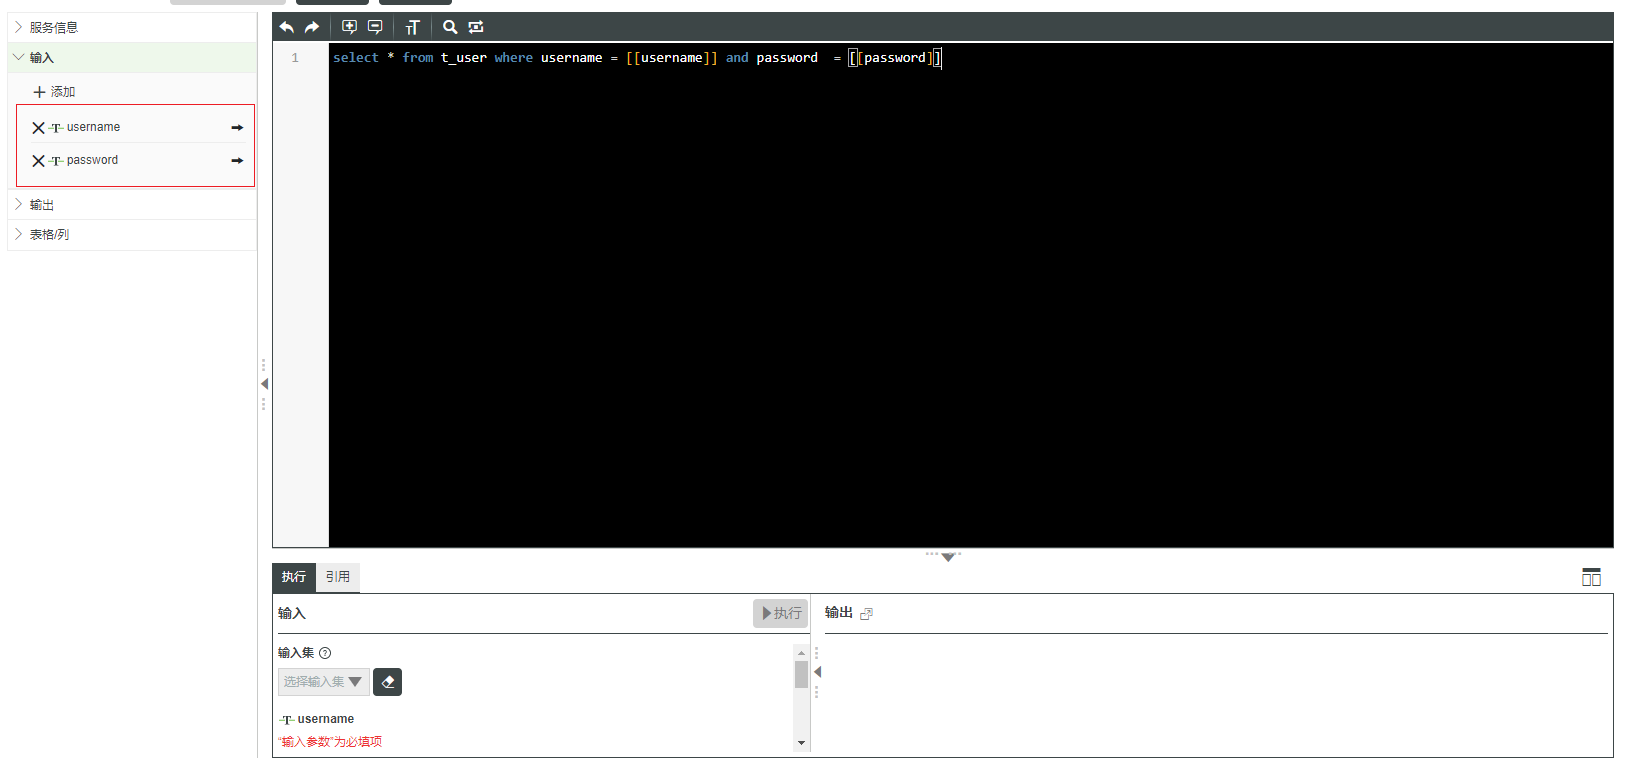 服务信息
输入
添加
username
password
输出
表格/列
1 select * from t_user where username = [[username]] and password  = [[password]]
执行 引用
输入 执行
输入集
选择输入集
username
"输入参数"为必填项
输出